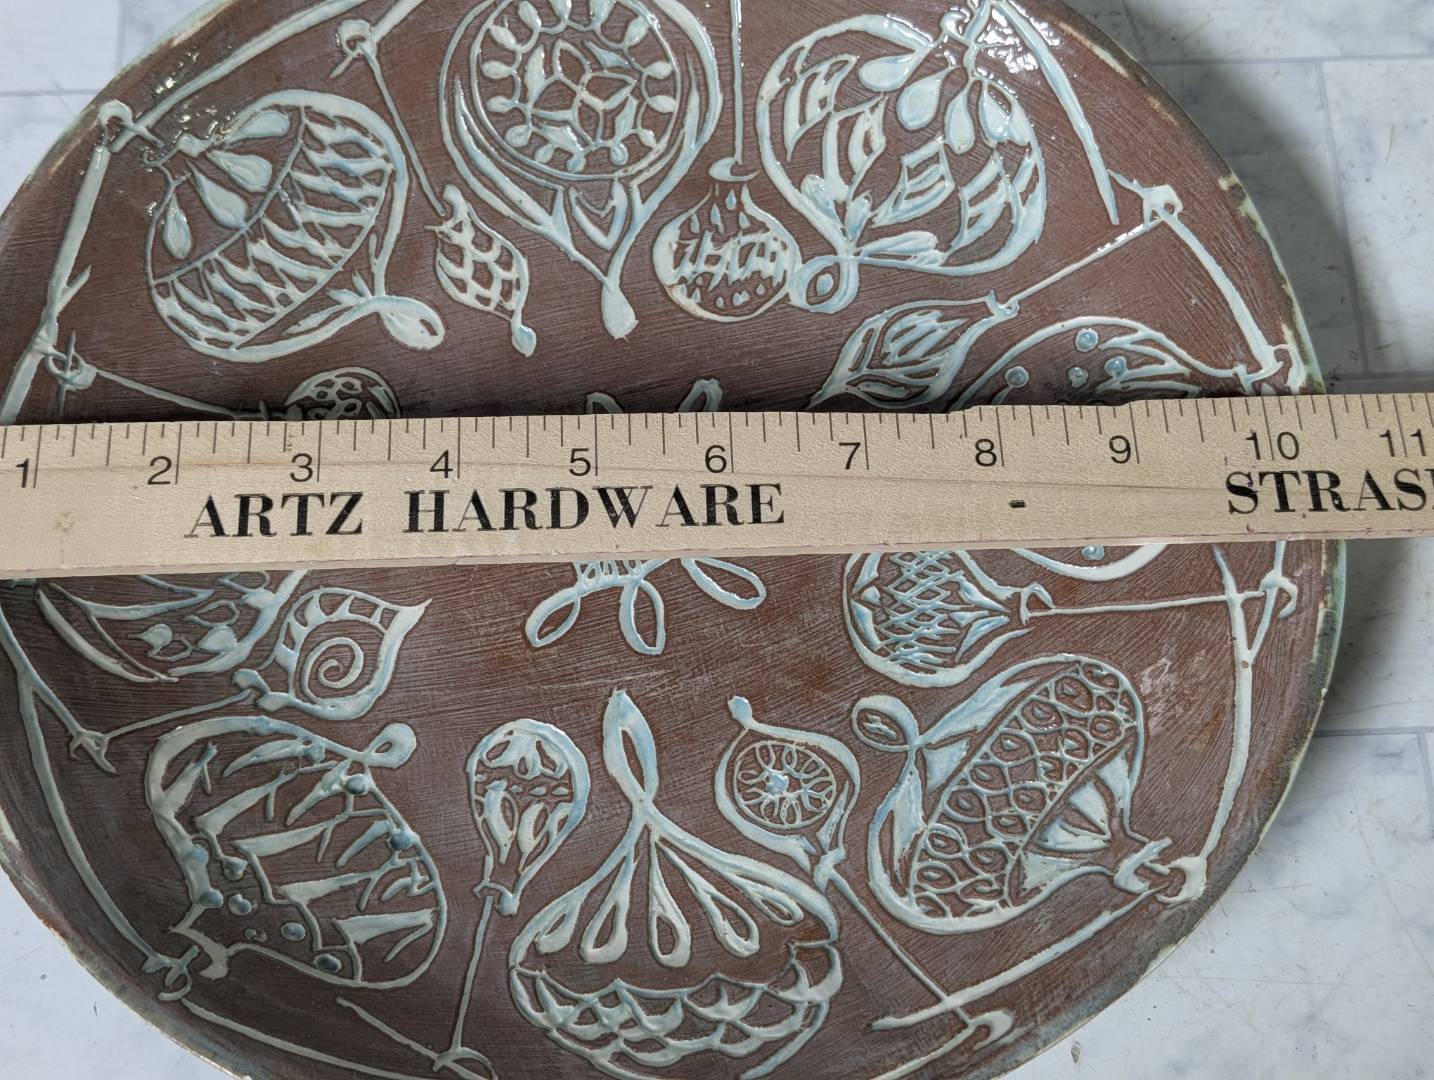 1 2 3 4 5 6 7 8 9 10 11
ARTZ HARDWARE - STRAS